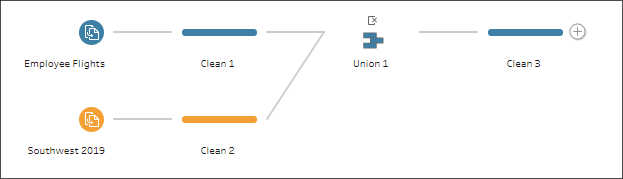 Employee Flights
Clean 1
Union 1
Clean 3
Southwest 2019
Clean 2